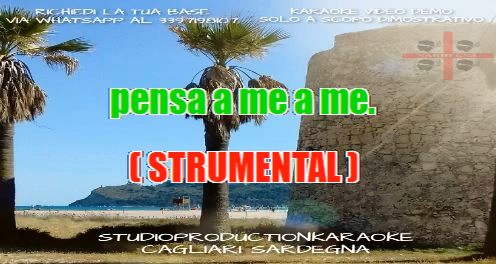 RICHIEDI LA TUA BASE
VIA WHATSAPP AL 3397198107
KARAOKE VIDEO DEMO
SOLO A SCOPO DIMOSTRATIVO
pensa a me a me.
( STRUMENTAL )
STUDIOPRODUCTIONKARAOKE
CAGLIARI SARDEGNA